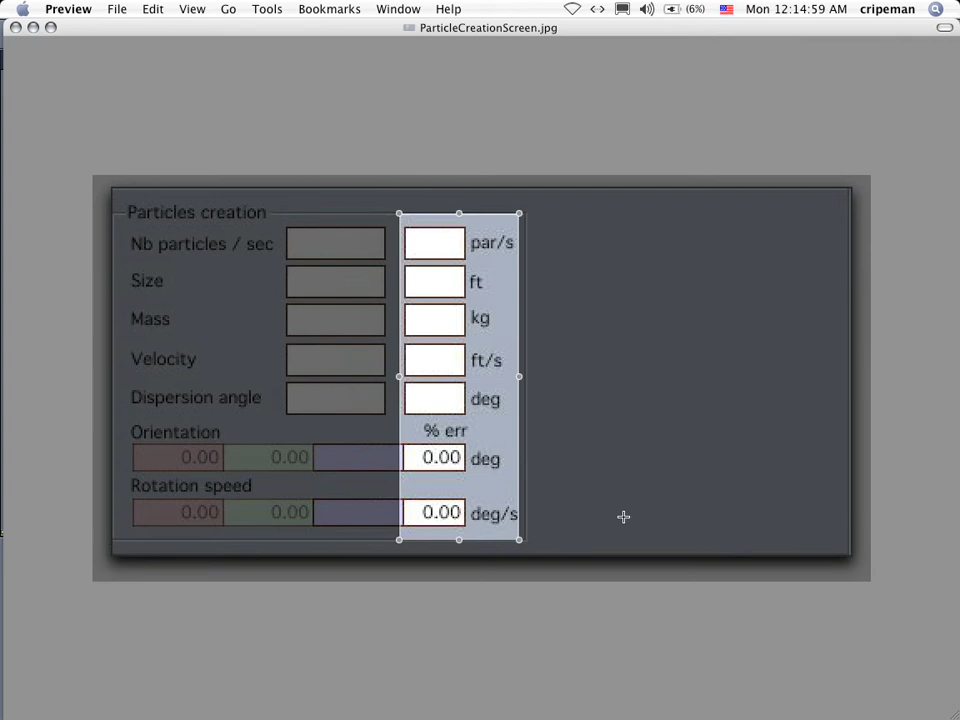 Preview File Edit View Go Tools Bookmarks Window Help (6%) Mon 12:14:59 AM cripeman
ParticleCreationScreen.jpg
Particles creation
Nb particles / sec par/s
Size ft
Mass kg
Velocity ft/s
Dispersion angle deg
Orientation % err
0.00 0.00 0.00 deg
Rotation speed
0.00 0.00 0.00 deg/s